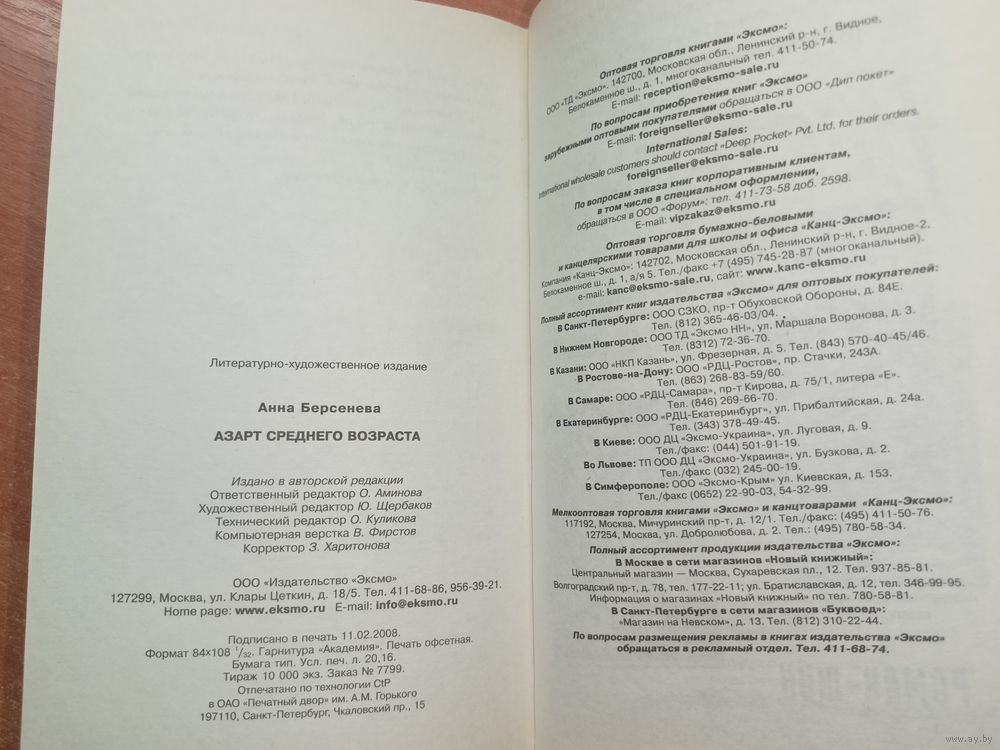 Литературно-художественное издание
Анна Берсенева
АЗАРТ СРЕДНЕГО ВОЗРАСТА
Издано в авторской редакции
Ответственный редактор О. Аминова
Художественный редактор Ю. Щербаков
Технический редактор О. Куликова
Компьютерная верстка В. Фирстов
Корректор З. Харитонова
ООО «Издательство «Эксмо»
127299, Москва, ул. Клары Цеткин, д. 18/5. Тел. 411-68-86, 956-39-21.
Home page: www.eksmo.ru E-mail: info@eksmo.ru
Подписано в печать 11.02.2008.
Формат 84×108 1/32. Гарнитура «Академия». Печать офсетная.
Бумага тип. Усл. печ. л. 20,16.
Тираж 10 000 экз. Заказ № 7799.
Отпечатано по технологии CtP
в ОАО «Печатный двор» им. А.М. Горького
197110, Санкт-Петербург, Чкаловский пр., 15
Оптовая торговля книгами «Эксмо»:
ООО «ТД «Эксмо». 142700, Московская обл., Ленинский р-н, г. Видное,
Белокаменное ш., д. 1, многоканальный тел. 411-50-74.
E-mail: reception@eksmo-sale.ru
По вопросам приобретения книг «Эксмо»
зарубежными оптовыми покупателями обращаться в ООО «Дип покет»
E-mail: foreignseller@eksmo-sale.ru
International Sales:
International wholesale customers should contact «Deep Pocket» Pvt. Ltd. for their orders.
foreignseller@eksmo-sale.ru
По вопросам заказа книг корпоративным клиентам,
в том числе в специальном оформлении,
обращаться в ООО «Форум»: тел. 411-73-58 доб. 2598.
E-mail: vipzakaz@eksmo.ru
Оптовая торговля бумажно-беловыми
и канцелярскими товарами для школы и офиса «Канц-Эксмо»:
Компания «Канц-Эксмо»: 142702, Московская обл., Ленинский р-н, г. Видное-2,
Белокаменное ш., д. 1, а/я 5. Тел./факс +7 (495) 745-28-87 (многоканальный).
e-mail: kanc@eksmo-sale.ru, сайт: www.kanc-eksmo.ru
Полный ассортимент книг издательства «Эксмо» для оптовых покупателей:
В Санкт-Петербурге: ООО СЗКО, пр-т Обуховской Обороны, д. 84Е.
Тел. (812) 365-46-03/04.
В Нижнем Новгороде: ООО ТД «Эксмо НН», ул. Маршала Воронова, д. 3.
Тел. (8312) 72-36-70.
В Казани: ООО «НКП Казань», ул. Фрезерная, д. 5. Тел. (843) 570-40-45/46.
В Ростове-на-Дону: ООО «РДЦ-Ростов», пр. Стачки, 243А.
Тел. (863) 268-83-59/60.
В Самаре: ООО «РДЦ-Самара», пр-т Кирова, д. 75/1, литера «Е».
Тел. (846) 269-66-70.
В Екатеринбурге: ООО «РДЦ-Екатеринбург», ул. Прибалтийская, д. 24а.
Тел. (343) 378-49-45.
В Киеве: ООО ДЦ «Эксмо-Украина», ул. Луговая, д. 9.
Тел./факс: (044) 501-91-19.
Во Львове: ТП ООО ДЦ «Эксмо-Украина», ул. Бузкова, д. 2.
Тел./факс (032) 245-00-19.
В Симферополе: ООО «Эксмо-Крым» ул. Киевская, д. 153.
Тел./факс (0652) 22-90-03, 54-32-99.
Мелкооптовая торговля книгами «Эксмо» и канцтоварами «Канц-Эксмо»:
117192, Москва, Мичуринский пр-т, д. 12/1. Тел./факс: (495) 411-50-76.
127254, Москва, ул. Добролюбова, д. 2. Тел.: (495) 780-58-34.
Полный ассортимент продукции издательства «Эксмо»:
В Москве в сети магазинов «Новый книжный»:
Центральный магазин — Москва, Сухаревская пл., 12. Тел. 937-85-81.
Волгоградский пр-т, д. 78, тел. 177-22-11; ул. Братиславская, д. 12, тел. 346-99-95.
Информация о магазинах «Новый книжный» по тел. 780-58-81.
В Санкт-Петербурге в сети магазинов «Буквоед»:
«Магазин на Невском», д. 13. Тел. (812) 310-22-44.
По вопросам размещения рекламы в книгах издательства «Эксмо»
обращаться в рекламный отдел. Тел. 411-68-74.
www.ay.by